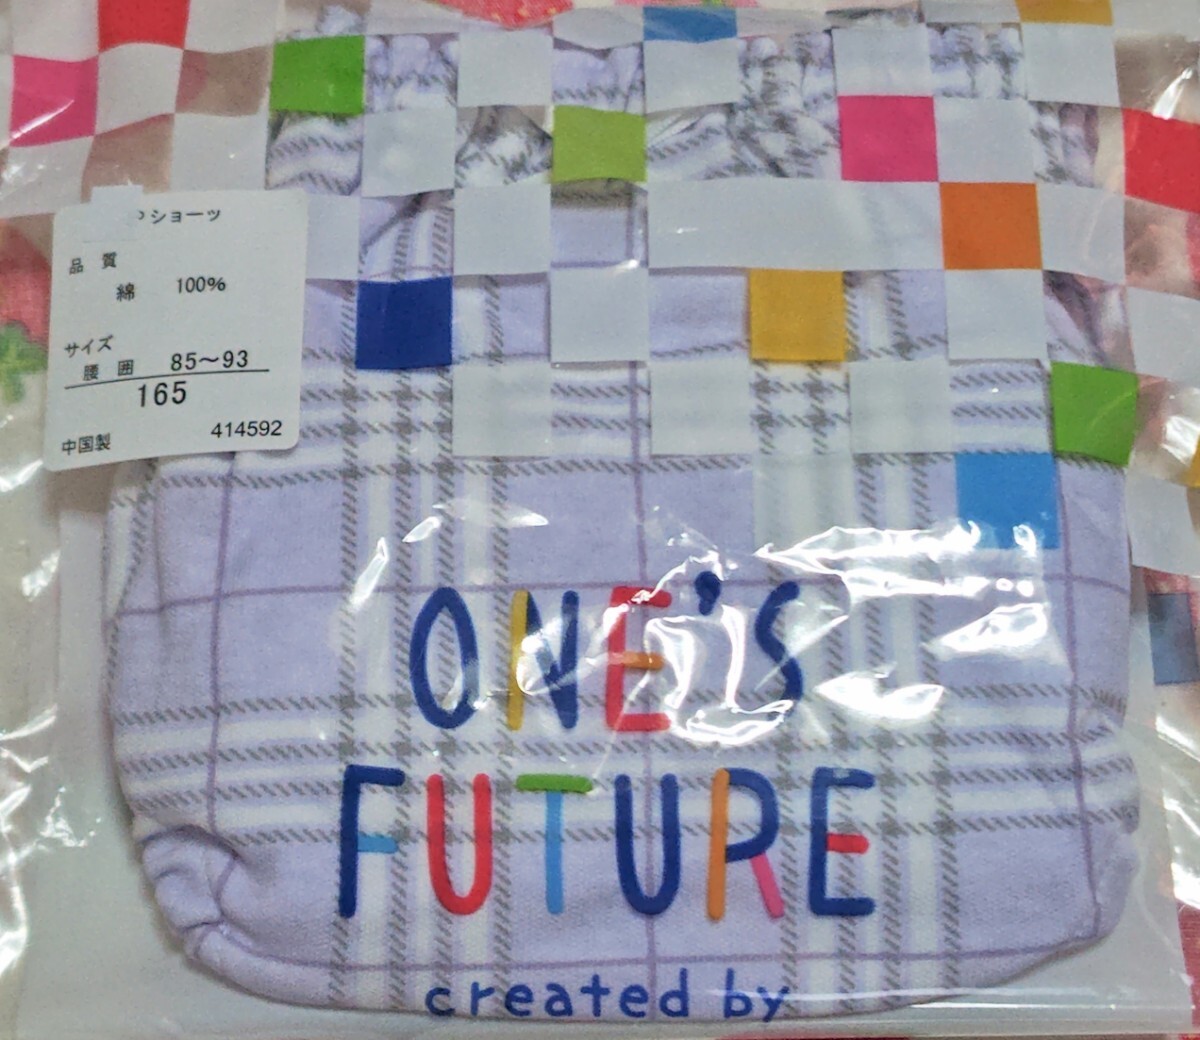 ショーツ
品質
綿 100%
サイズ
腰囲 85〜93
165
中国製 414592
ONE'S
FUTURE
created by